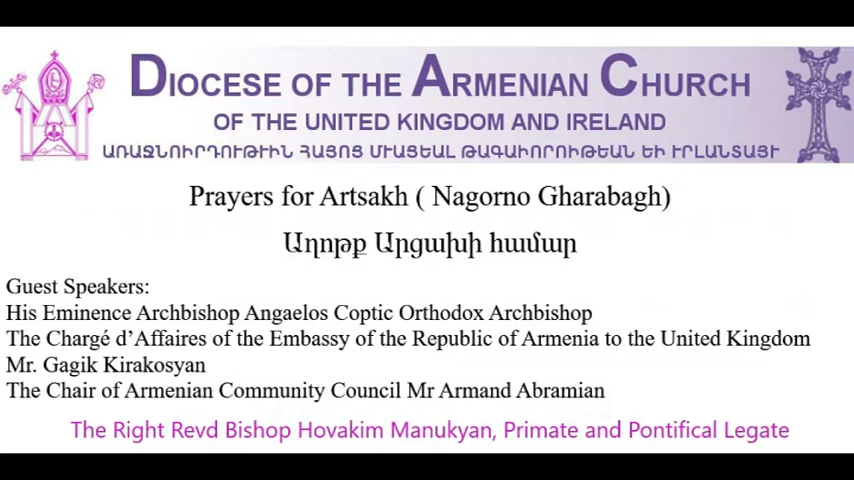 DIOCESE OF THE ARMENIAN CHURCH
OF THE UNITED KINGDOM AND IRELAND
ԱՌԱՋՆՈՒՐԴՈՒԹԻՒՆ ՀԱՅՈՑ ՄԻԱՑԵԱԼ ԹԱԳԱՒՈՐՈՒԹԵԱՆ ԵՒ ԻՐԼԱՆՏԱՅԻ
Prayers for Artsakh ( Nagorno Gharabagh)
Աղոթք Արցախի համար
Guest Speakers:
His Eminence Archbishop Angaelos Coptic Orthodox Archbishop
The Chargé d’Affaires of the Embassy of the Republic of Armenia to the United Kingdom
Mr. Gagik Kirakosyan
The Chair of Armenian Community Council Mr Armand Abramian
The Right Revd Bishop Hovakim Manukyan, Primate and Pontifical Legate